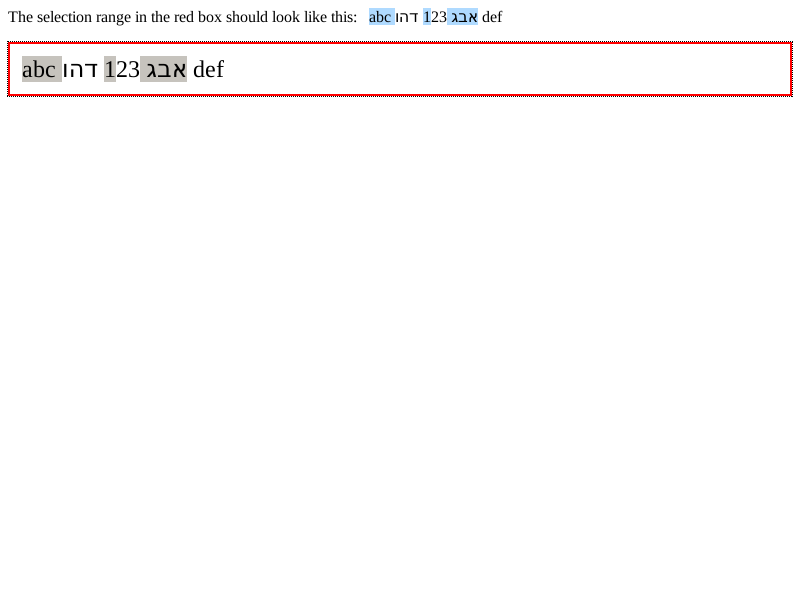 The selection range in the red box should look like this: abc אבג 123 דהו def
abc אבג 123 דהו def